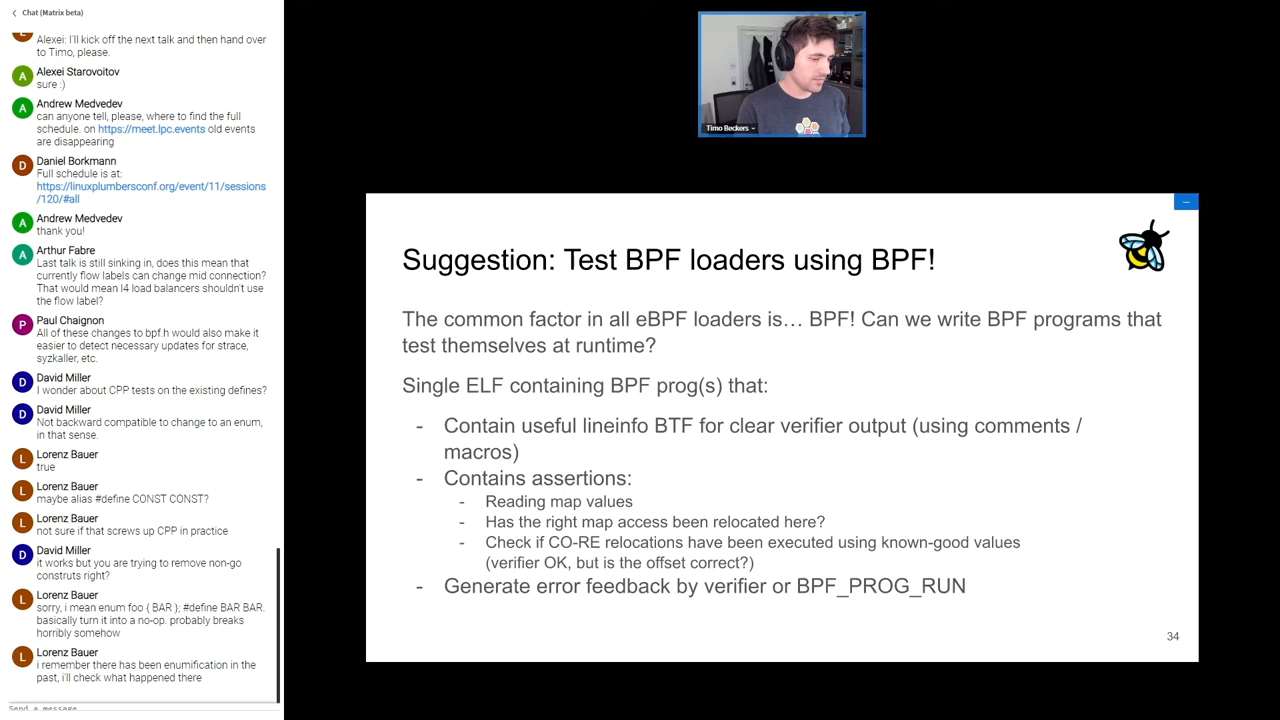 Chat (Matrix beta)
Alexei: I'll kick off the next talk and then hand over
to Timo, please.
A
Alexei Starovoitov
sure :)
A
Andrew Medvedev
can anyone tell, please, where to find the full
schedule. on https://meet.lpc.events old events
are disappearing
D
Daniel Borkmann
Full schedule is at:
https://linuxplumbersconf.org/event/11/sessions
/120/#all
A
Andrew Medvedev
thank you!
A
Arthur Fabre
Last talk is still sinking in, does this mean that
currently flow labels can change mid connection?
That would mean l4 load balancers shouldn't use
the flow label?
P
Paul Chaignon
All of these changes to bpf.h would also make it
easier to detect necessary updates for strace,
syzkaller, etc.
D
David Miller
I wonder about CPP tests on the existing defines?
D
David Miller
Not backward compatible to change to an enum,
in that sense.
L
Lorenz Bauer
true
L
Lorenz Bauer
maybe alias #define CONST CONST?
L
Lorenz Bauer
not sure if that screws up CPP in practice
D
David Miller
it works but you are trying to remove non-go
construts right?
L
Lorenz Bauer
sorry, i mean enum foo { BAR }; #define BAR BAR.
basically turn it into a no-op. probably breaks
horribly somehow
L
Lorenz Bauer
i remember there has been enumification in the
past, i'll check what happened there
Send a message
Timo Beckers
Suggestion: Test BPF loaders using BPF!
The common factor in all eBPF loaders is… BPF! Can we write BPF programs that
test themselves at runtime?
Single ELF containing BPF prog(s) that:
- Contain useful lineinfo BTF for clear verifier output (using comments /
macros)
- Contains assertions:
- Reading map values
- Has the right map access been relocated here?
- Check if CO-RE relocations have been executed using known-good values
(verifier OK, but is the offset correct?)
- Generate error feedback by verifier or BPF_PROG_RUN
34